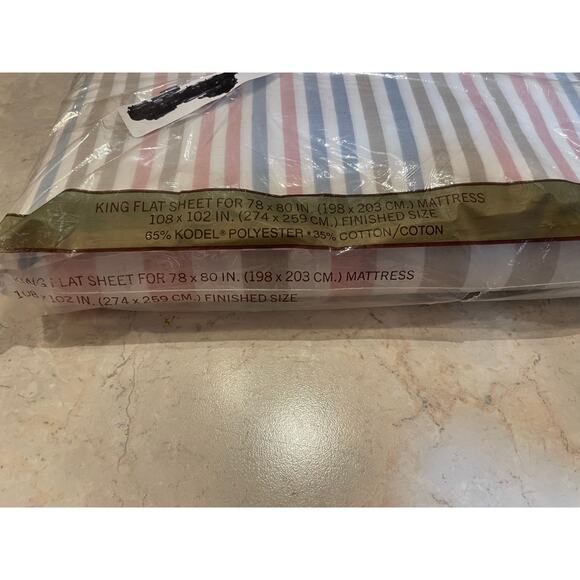 KING FLAT SHEET FOR 78 x 80 IN. (198 x 203 CM.) MATTRESS
108 x 102 IN. (274 x 259 CM.) FINISHED SIZE
65% KODEL® POLYESTER • 35% COTTON/COTON
KING FLAT SHEET FOR 78 x 80 IN. (198 x 203 CM.) MATTRESS
108 x 102 IN. (274 x 259 CM.) FINISHED SIZE